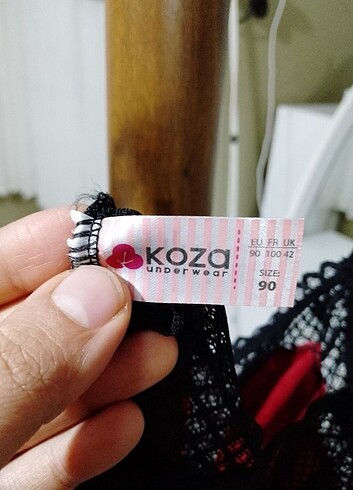 KOZA
underwear
EU FR UK
90 100 42
SIZE:
90